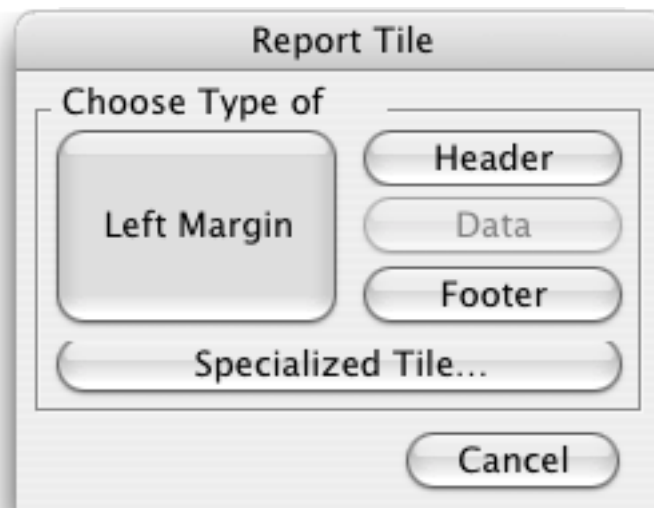 Report Tile
Choose Type of
Left Margin
Header
Data
Footer
Specialized Tile...
Cancel